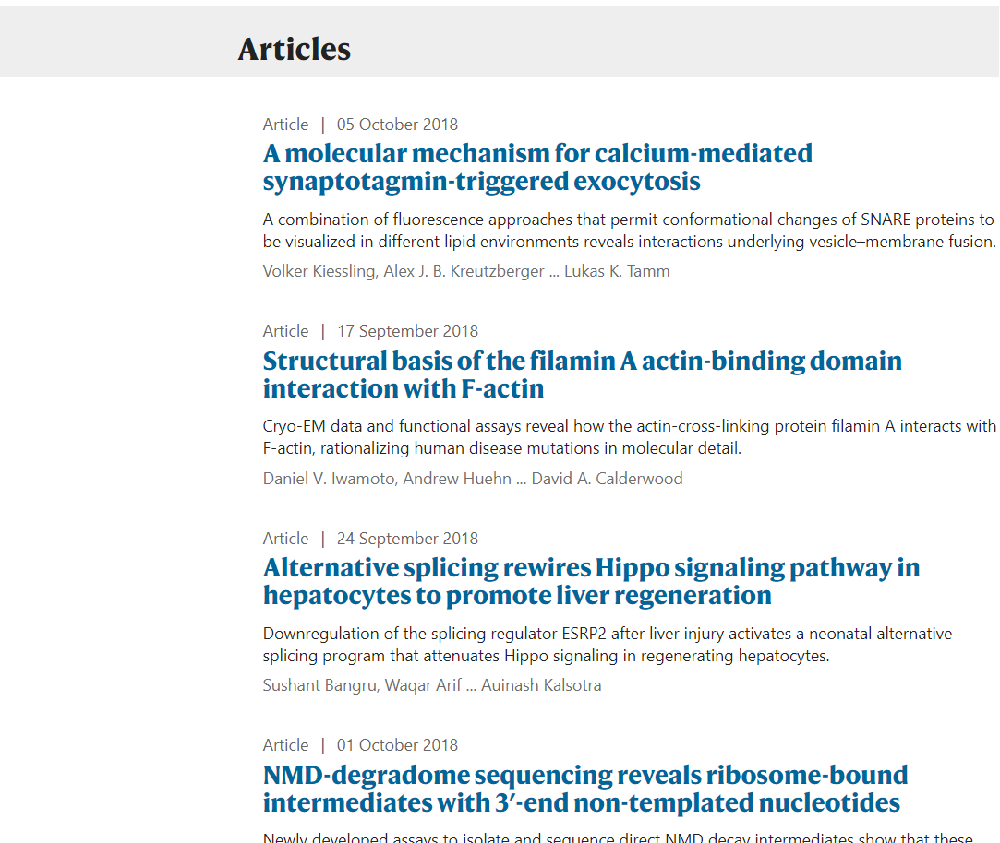 Articles
Article | 05 October 2018
A molecular mechanism for calcium-mediated
synaptotagmin-triggered exocytosis
A combination of fluorescence approaches that permit conformational changes of SNARE proteins to
be visualized in different lipid environments reveals interactions underlying vesicle–membrane fusion.
Volker Kiessling, Alex J. B. Kreutzberger ... Lukas K. Tamm
Article | 17 September 2018
Structural basis of the filamin A actin-binding domain
interaction with F-actin
Cryo-EM data and functional assays reveal how the actin-cross-linking protein filamin A interacts with
F-actin, rationalizing human disease mutations in molecular detail.
Daniel V. Iwamoto, Andrew Huehn ... David A. Calderwood
Article | 24 September 2018
Alternative splicing rewires Hippo signaling pathway in
hepatocytes to promote liver regeneration
Downregulation of the splicing regulator ESRP2 after liver injury activates a neonatal alternative
splicing program that attenuates Hippo signaling in regenerating hepatocytes.
Sushant Bangru, Waqar Arif ... Auinash Kalsotra
Article | 01 October 2018
NMD-degradome sequencing reveals ribosome-bound
intermediates with 3′-end non-templated nucleotides
Newly developed assays to isolate and sequence direct NMD decay intermediates show that these